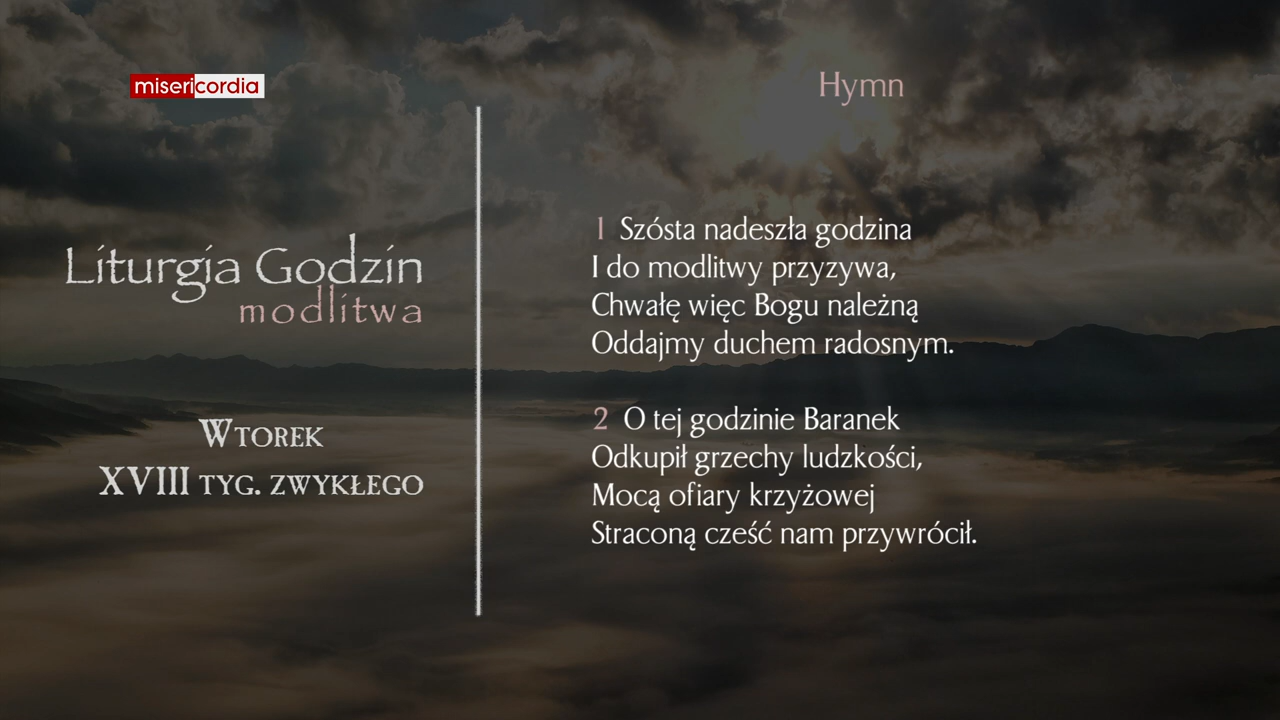 misericordia
Liturgia Godzin
modlitwa
Wtorek
XVIII tyg. zwykłego
Hymn
1 Szósta nadeszła godzina
I do modlitwy przyzywa,
Chwałę więc Bogu należną
Oddajmy duchem radosnym.
2 O tej godzinie Baranek
Odkupił grzechy ludzkości,
Mocą ofiary krzyżowej
Straconą cześć nam przywrócił.